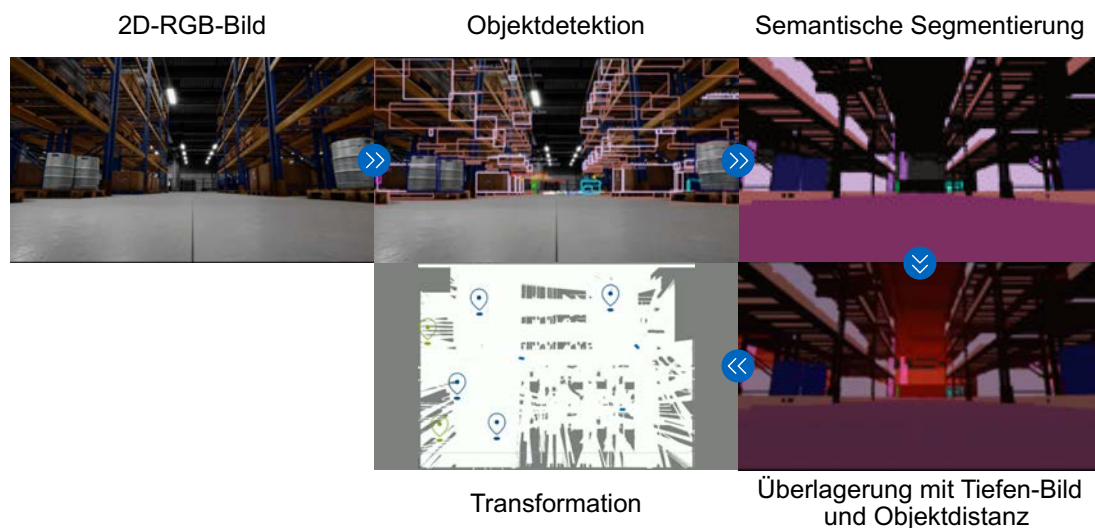 2D-RGB-Bild
Objektdetektion
Semantische Segmentierung
Transformation
Überlagerung mit Tiefen-Bild
und Objektdistanz